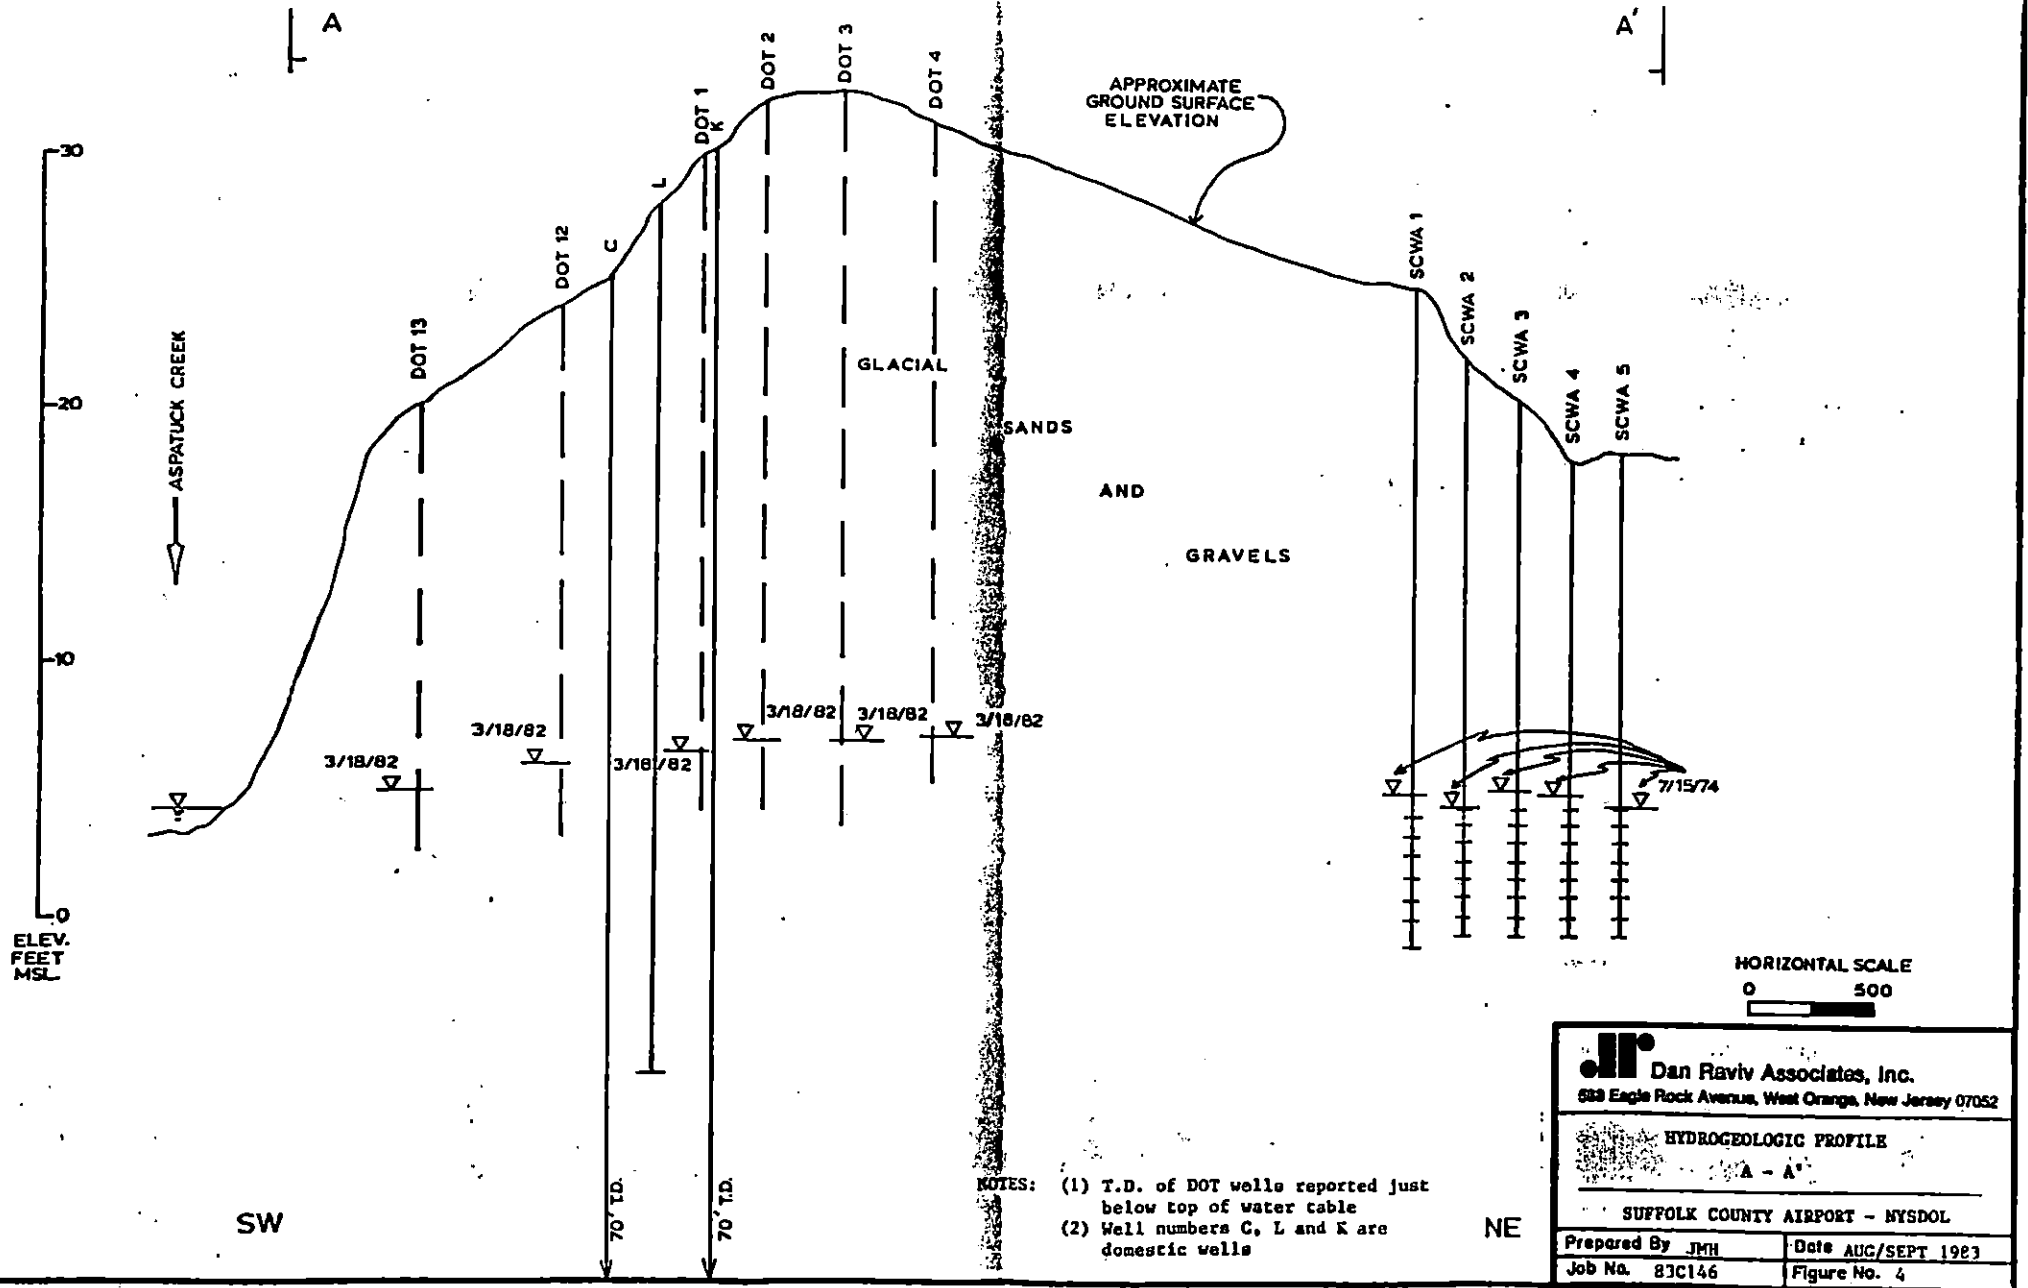 A
A'
DOT 2
DOT 3
DOT 4
DOT 1
K
L
C
DOT 12
DOT 13
APPROXIMATE
GROUND SURFACE
ELEVATION
30
20
10
0
ELEV.
FEET
MSL
ASPATUCK CREEK
SCWA 1
SCWA 2
SCWA 3
SCWA 4
SCWA 5
GLACIAL
SANDS
AND
GRAVELS
3/18/82
3/18/82
3/18/82
3/18/82
3/18/82
3/18/82
7/15/74
HORIZONTAL SCALE
0 500
70' T.D.
70' T.D.
SW
NE
NOTES: (1) T.D. of DOT wells reported just
below top of water table
(2) Well numbers C, L and K are
domestic wells
Dan Raviv Associates, Inc.
588 Eagle Rock Avenue, West Orange, New Jersey 07052
HYDROGEOLOGIC PROFILE
A - A'
SUFFOLK COUNTY AIRPORT - NYSDOL
Prepared By JMH
Date AUG/SEPT 1983
Job No. 83C146
Figure No. 4